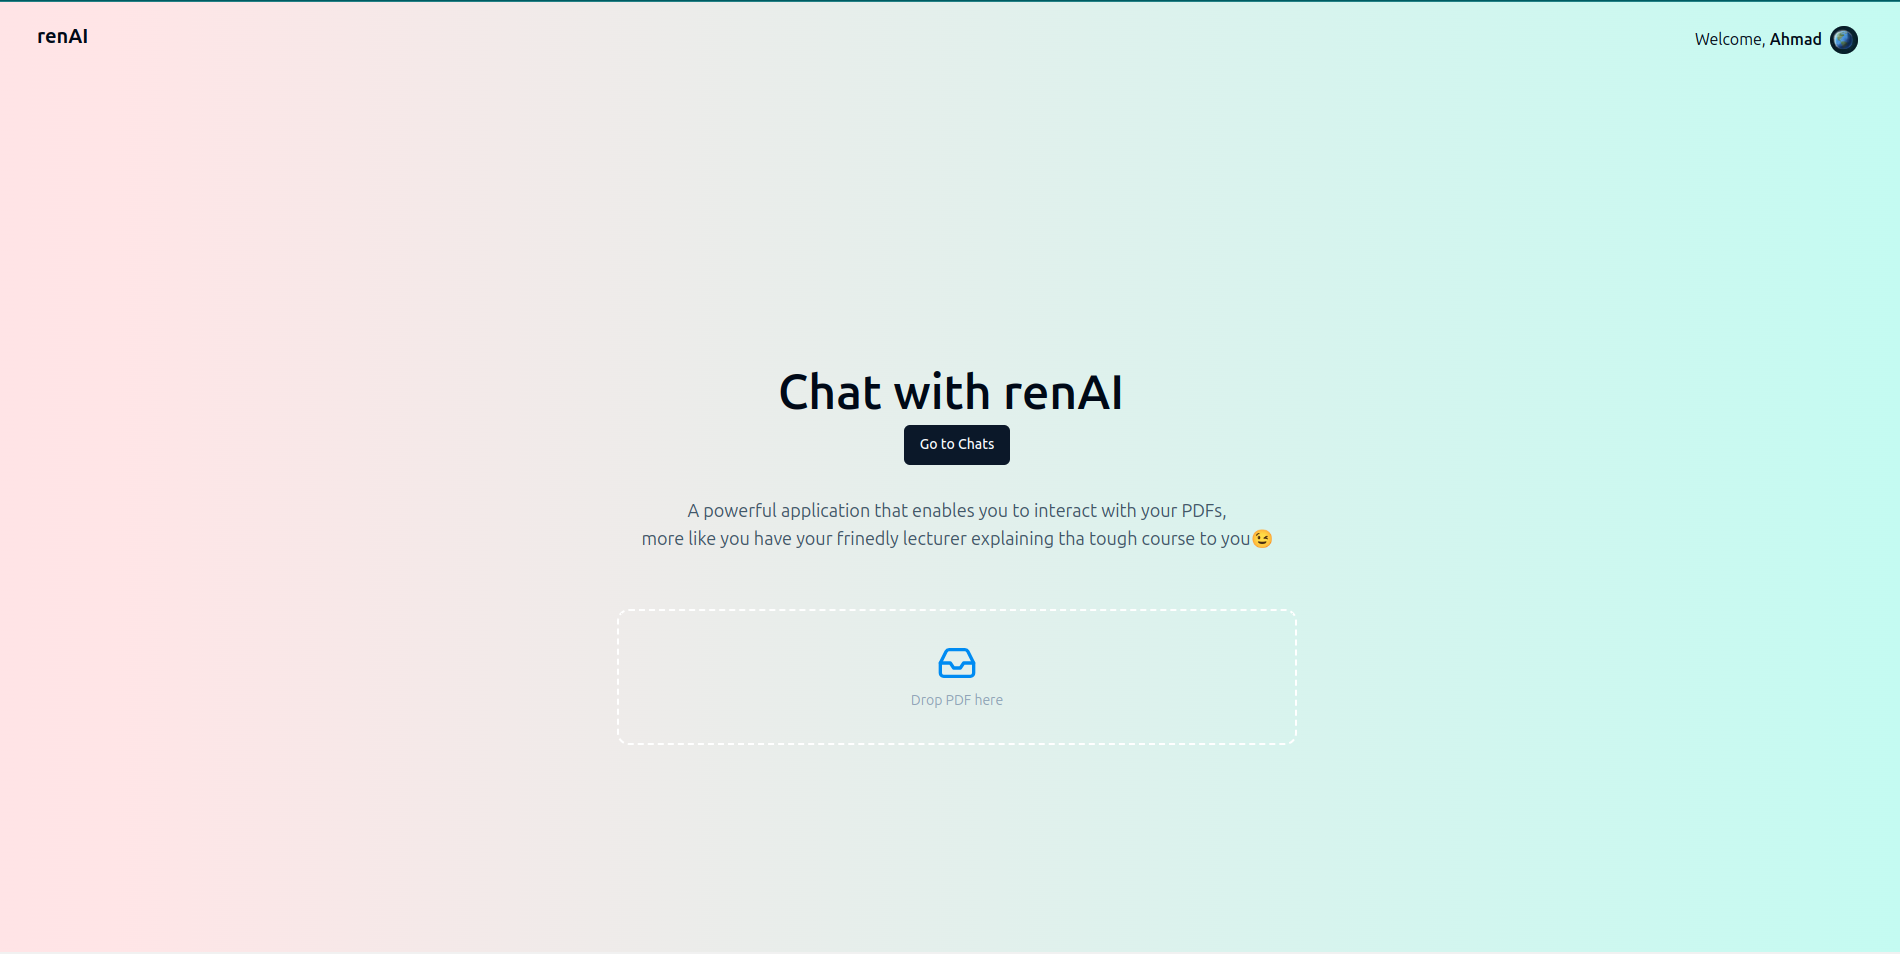 renAI
Welcome, Ahmad
Chat with renAI
Go to Chats
A powerful application that enables you to interact with your PDFs,
more like you have your frinedly lecturer explaining tha tough course to you😉
Drop PDF here